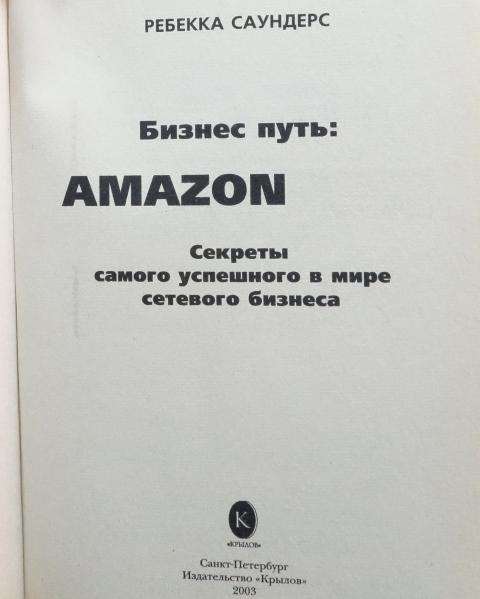 РЕБЕККА САУНДЕРС
Бизнес путь:
AMAZON
Секреты
самого успешного в мире
сетевого бизнеса
К
«КРЫЛОВ»
Санкт-Петербург
Издательство «Крылов»
2003